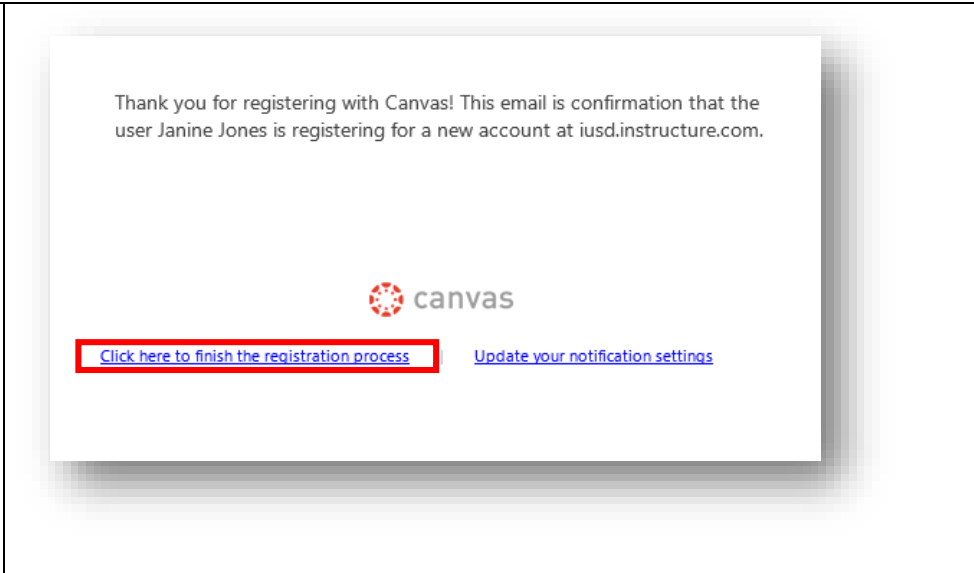 Thank you for registering with Canvas! This email is confirmation that the
user Janine Jones is registering for a new account at iusd.instructure.com.
canvas
Click here to finish the registration process | Update your notification settings